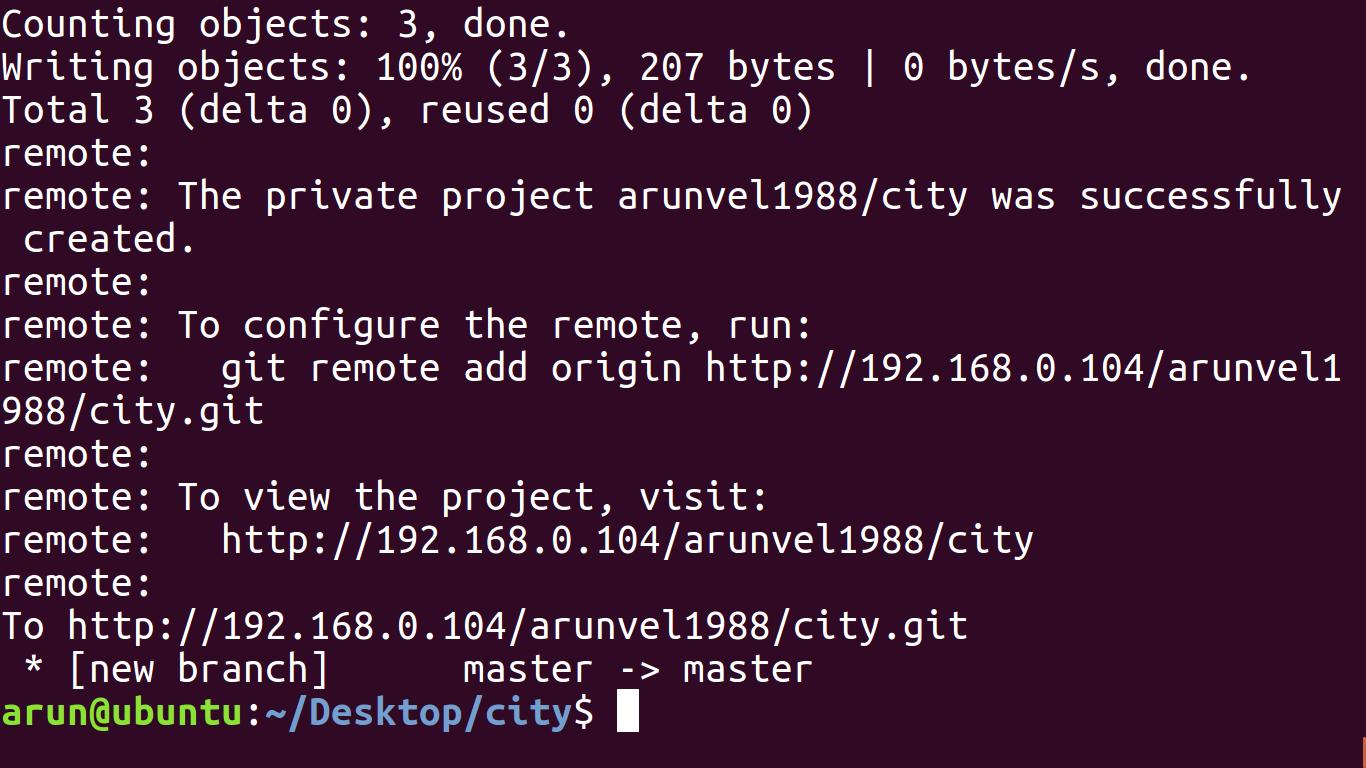 Counting objects: 3, done.
Writing objects: 100% (3/3), 207 bytes | 0 bytes/s, done.
Total 3 (delta 0), reused 0 (delta 0)
remote:
remote: The private project arunvel1988/city was successfully
 created.
remote:
remote: To configure the remote, run:
remote:   git remote add origin http://192.168.0.104/arunvel1
988/city.git
remote:
remote: To view the project, visit:
remote:   http://192.168.0.104/arunvel1988/city
remote:
To http://192.168.0.104/arunvel1988/city.git
 * [new branch]      master -> master
arun@ubuntu:~/Desktop/city$